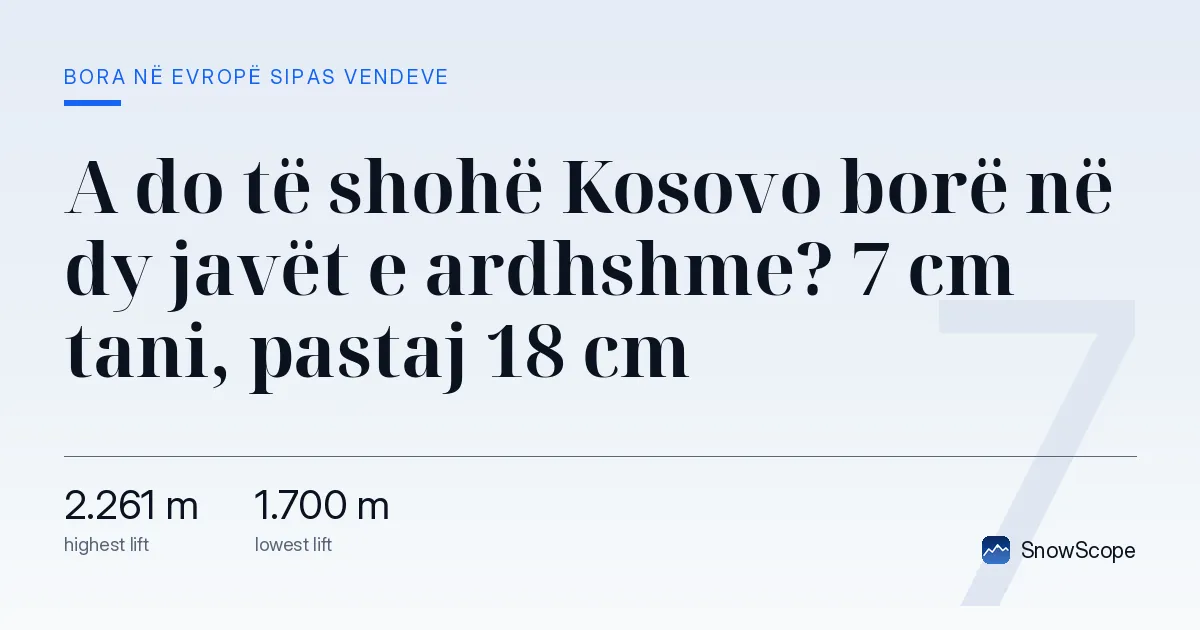 BORA NË EVROPË SIPAS VENDEVE
A do të shohë Kosovo borë në
dy javët e ardhshme? 7 cm
tani, pastaj 18 cm
7
2.261 m
highest lift
1.700 m
lowest lift
SnowScope